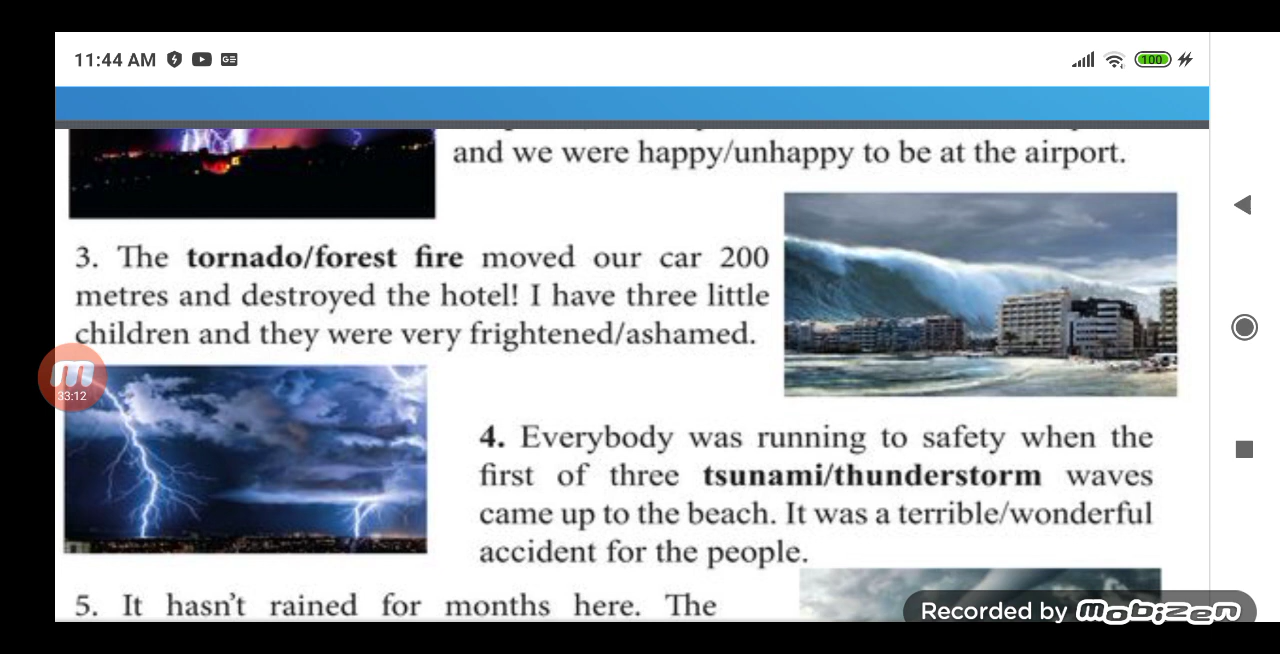 11:44 AM
100
and we were happy/unhappy to be at the airport.
3. The tornado/forest fire moved our car 200
metres and destroyed the hotel! I have three little
children and they were very frightened/ashamed.
33:12
4. Everybody was running to safety when the
first of three tsunami/thunderstorm waves
came up to the beach. It was a terrible/wonderful
accident for the people.
5. It hasn't rained for months here. The
Recorded by Mobizen